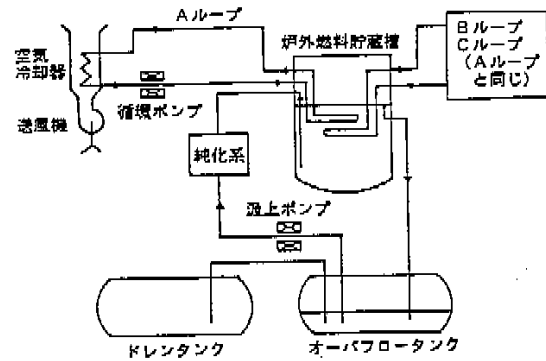 Aループ
炉外燃料貯蔵槽
Bループ
Cループ
(Aループ
と同じ)
空気
冷却器
循環ポンプ
送風機
純化系
汲上ポンプ
ドレンタンク
オーバフロータンク